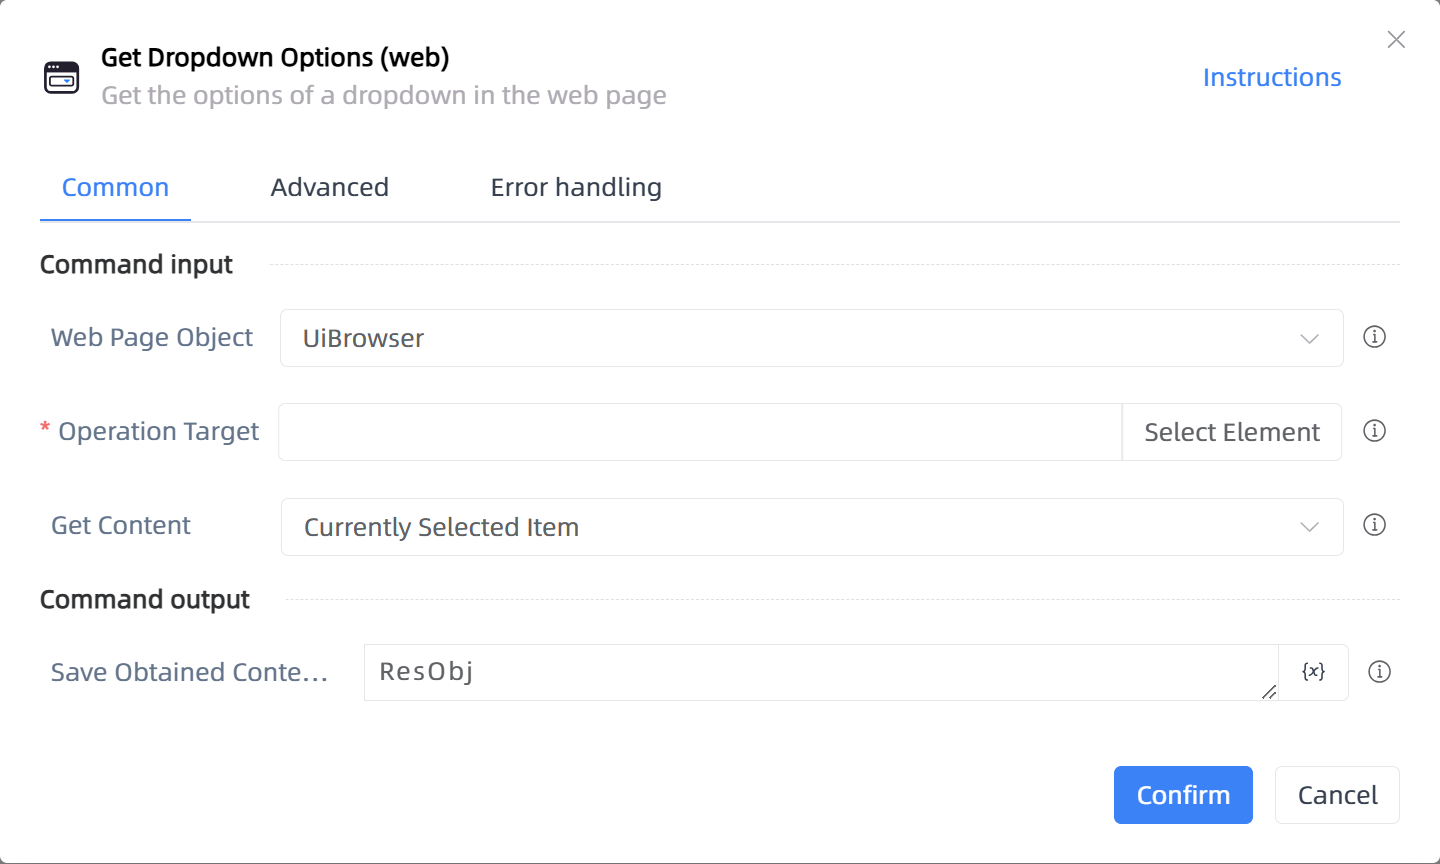 Get Dropdown Options (web)
Get the options of a dropdown in the web page
Instructions
Common
Advanced
Error handling
Command input
Web Page Object
UiBrowser
* Operation Target
Select Element
Get Content
Currently Selected Item
Command output
Save Obtained Conte...
ResObj
{x}
Confirm
Cancel